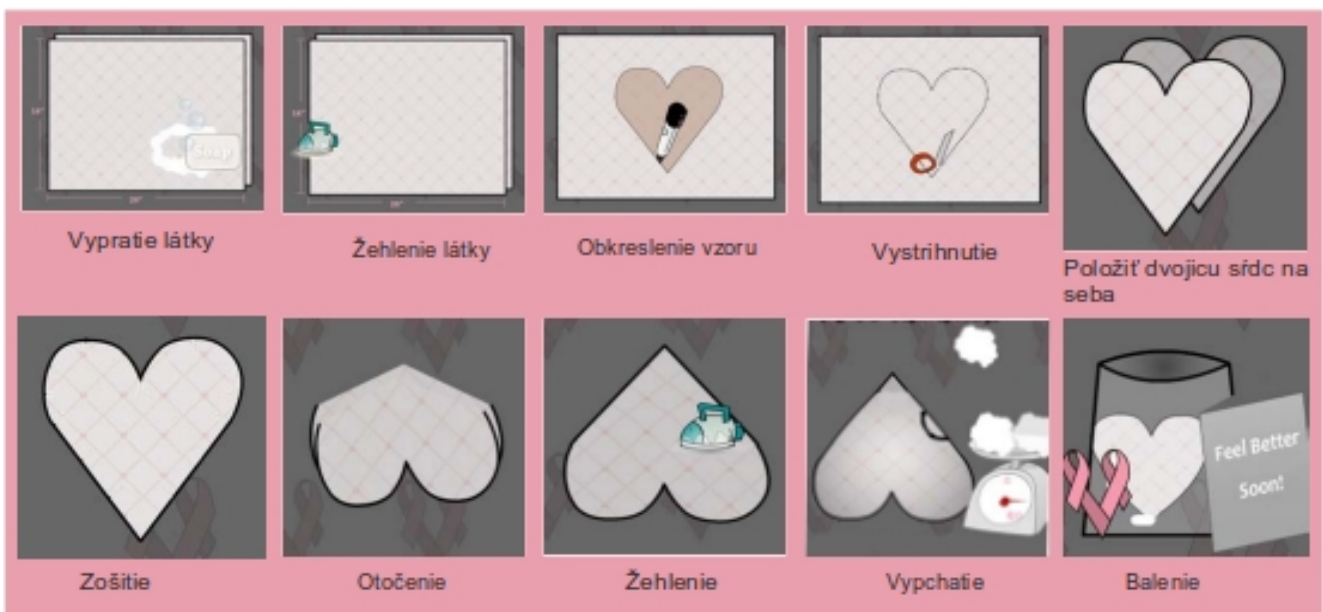 Soap
Vypratie látky
Žehlenie látky
Obkreslenie vzoru
Vystrihnutie
Položiť dvojicu sŕdc na
seba
Feel Better
Soon!
Zošitie
Otočenie
Žehlenie
Vypchatie
Balenie